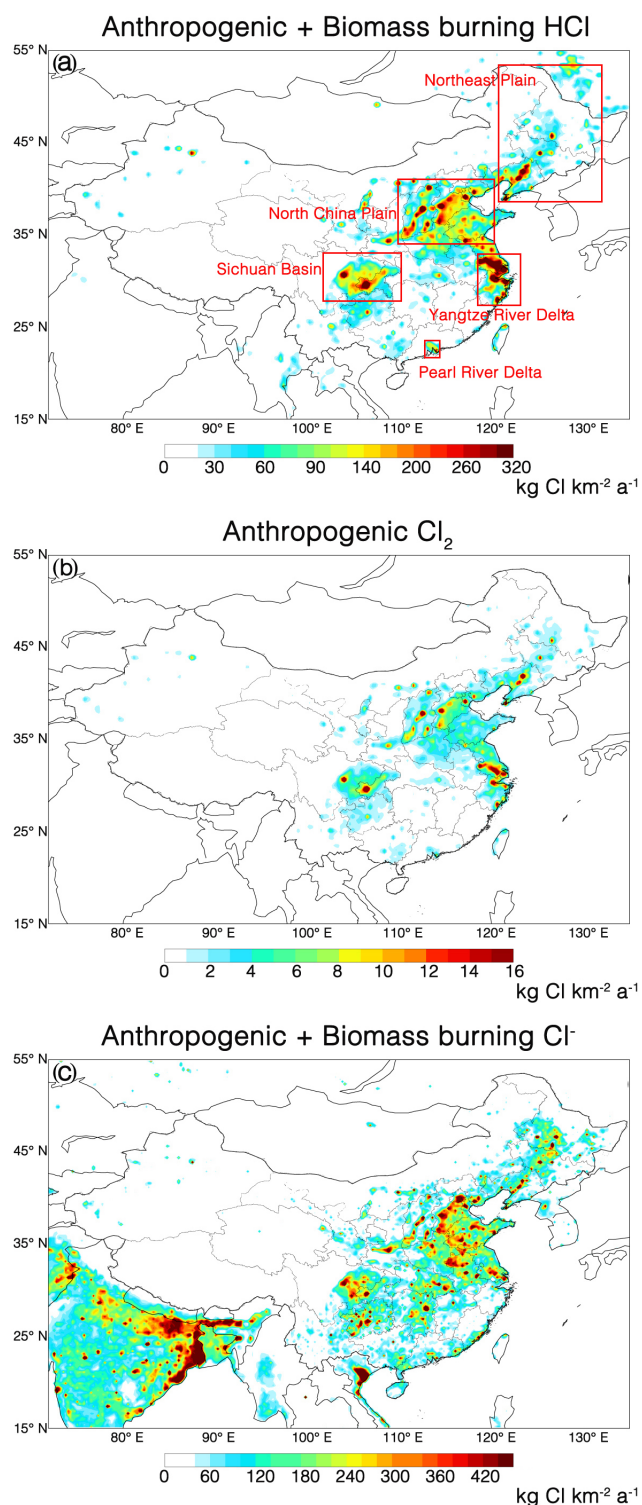 Anthropogenic + Biomass burning HCl
55° N
(a)
Northeast Plain
45° N
North China Plain
35° N
Sichuan Basin
Yangtze River Delta
25° N
Pearl River Delta
15° N
80° E 90° E 100° E 110° E 120° E 130° E
0 30 60 90 140 200 260 320
kg Cl km⁻² a⁻¹
Anthropogenic Cl₂
55° N
(b)
45° N
35° N
25° N
15° N
80° E 90° E 100° E 110° E 120° E 130° E
0 2 4 6 8 10 12 14 16
kg Cl km⁻² a⁻¹
Anthropogenic + Biomass burning Cl⁻
55° N
(c)
45° N
35° N
25° N
15° N
80° E 90° E 100° E 110° E 120° E 130° E
0 60 120 180 240 300 360 420
kg Cl km⁻² a⁻¹